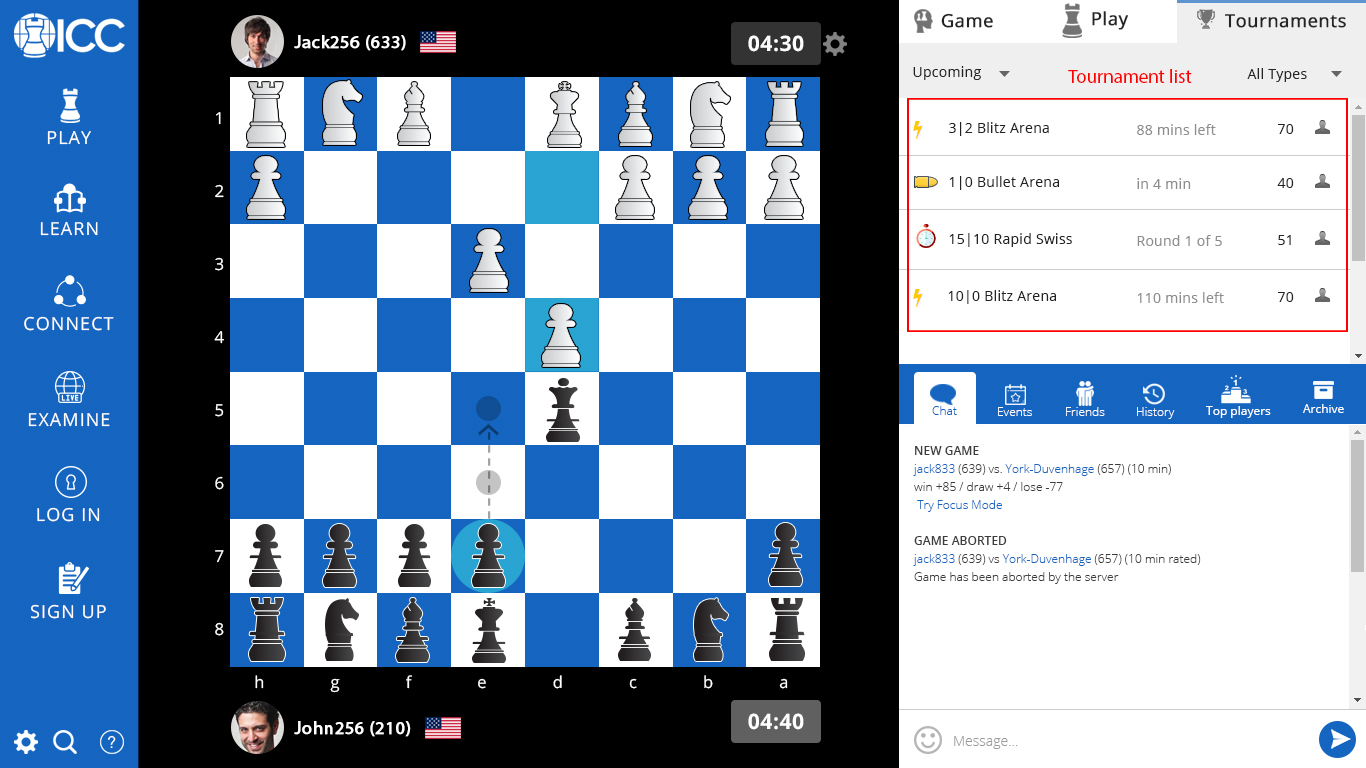 ICC
PLAY
LEARN
CONNECT
LIVE
EXAMINE
LOG IN
SIGN UP
?
Jack256 (633)
04:30
1
2
3
4
5
6
7
8
h g f e d c b a
John256 (210)
04:40
Game
Play
Tournaments
Upcoming
Tournament list
All Types
3|2 Blitz Arena 88 mins left 70
1|0 Bullet Arena in 4 min 40
15|10 Rapid Swiss Round 1 of 5 51
10|0 Blitz Arena 110 mins left 70
Chat
Events
Friends
History
2 1 3
Top players
Archive
NEW GAME
jack833 (639) vs. York-Duvenhage (657) (10 min)
win +85 / draw +4 / lose -77
Try Focus Mode
GAME ABORTED
jack833 (639) vs York-Duvenhage (657) (10 min rated)
Game has been aborted by the server
Message...